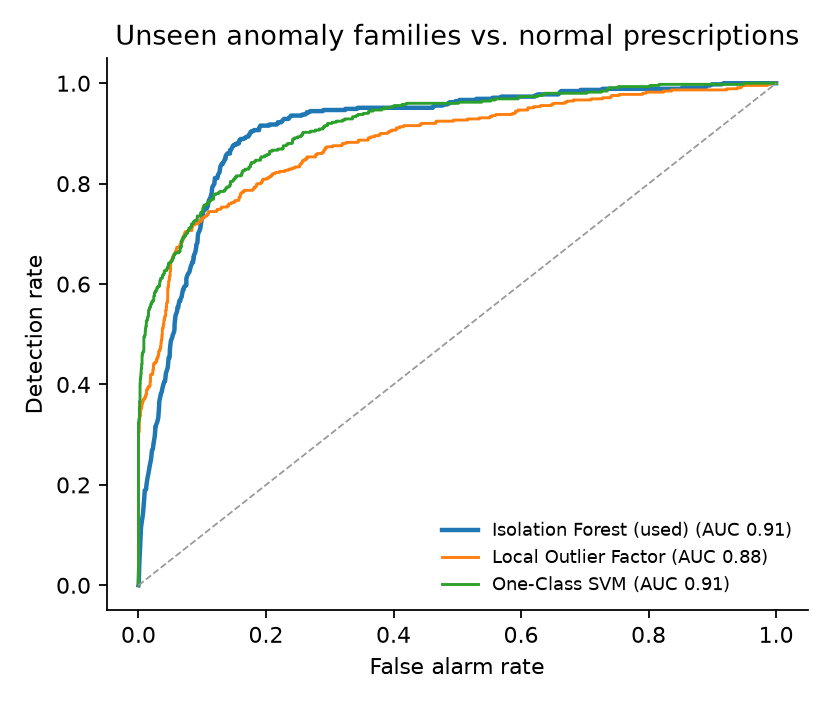 Unseen anomaly families vs. normal prescriptions
Detection rate
1.0
0.8
0.6
0.4
0.2
0.0
Isolation Forest (used) (AUC 0.91)
Local Outlier Factor (AUC 0.88)
One-Class SVM (AUC 0.91)
0.0 0.2 0.4 0.6 0.8 1.0
False alarm rate